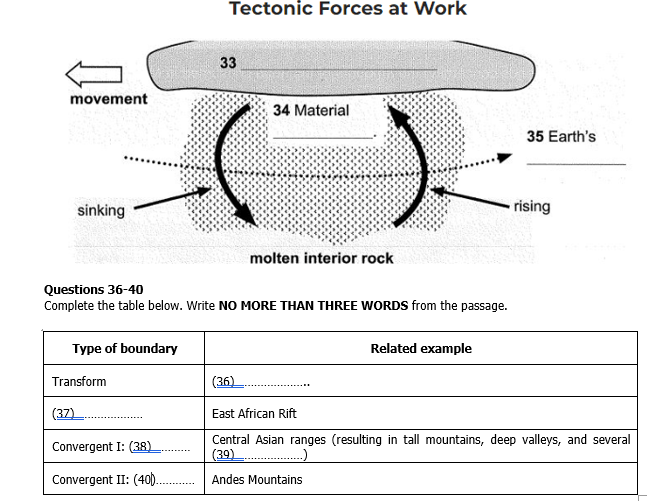 Tectonic Forces at Work
33 ____________________
movement
34 Material
____________.
35 Earth's
____________
sinking
rising
molten interior rock
Questions 36-40
Complete the table below. Write NO MORE THAN THREE WORDS from the passage.
Type of boundary
Related example
Transform
(36).....................
(37)...................
East African Rift
Convergent I: (38)..........
Central Asian ranges (resulting in tall mountains, deep valleys, and several
(39)...................)
Convergent II: (40)............
Andes Mountains